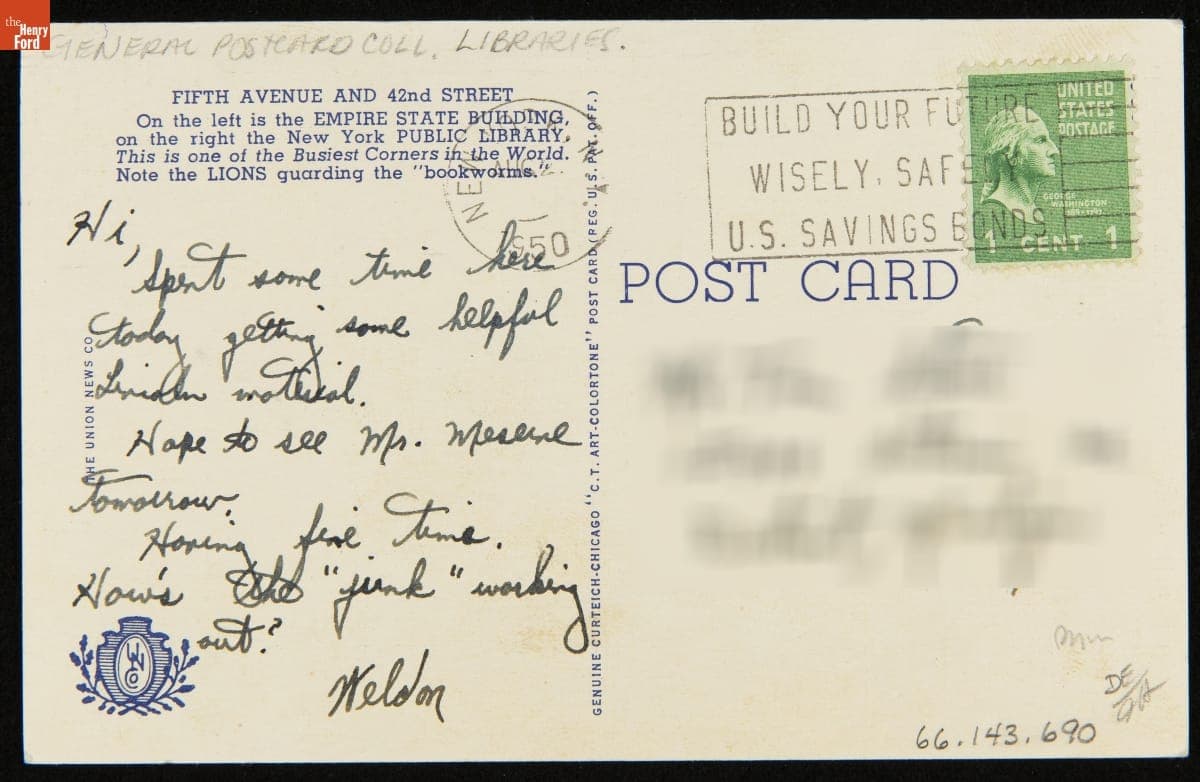 the
Henry
Ford
GENERAL POSTCARD COLL. LIBRARIES.
FIFTH AVENUE AND 42nd STREET
On the left is the EMPIRE STATE BUILDING,
on the right the New York PUBLIC LIBRARY.
This is one of the Busiest Corners in the World.
Note the LIONS guarding the "bookworms."
Hi,
Spent some time here
today getting some helpful
Lincoln material.
Hope to see Mr. Meserve
tomorrow.
Having fine time.
How's the "junk" working
out?
Weldon
THE UNION NEWS CO.
UNCO
GENUINE CURTEICH-CHICAGO "C.T. ART-COLORTONE" POST CARD (REG. U.S. PAT. OFF.)
NEW
1950
BUILD YOUR FUTURE
WISELY, SAFELY
U.S. SAVINGS BONDS
UNITED
STATES
POSTAGE
GEORGE
WASHINGTON
1 CENT 1
POST CARD
DE/
66.143.690